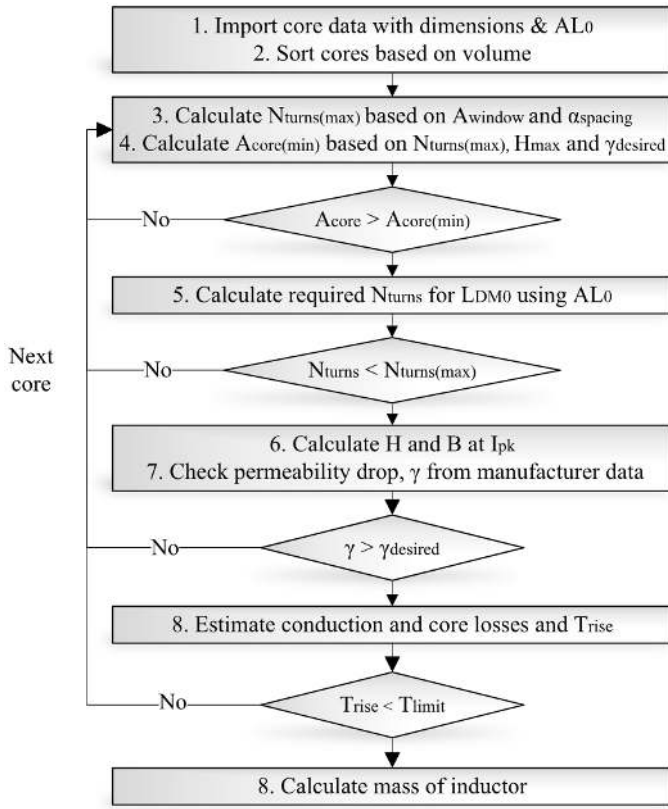 1. Import core data with dimensions & AL0
2. Sort cores based on volume
3. Calculate Nturns(max) based on Awindow and αspacing
4. Calculate Acore(min) based on Nturns(max), Hmax and γdesired
No
Acore > Acore(min)
5. Calculate required Nturns for LDM0 using AL0
Next
core
No
Nturns < Nturns(max)
6. Calculate H and B at Ipk
7. Check permeability drop, γ from manufacturer data
No
γ > γdesired
8. Estimate conduction and core losses and Trise
No
Trise < Tlimit
8. Calculate mass of inductor